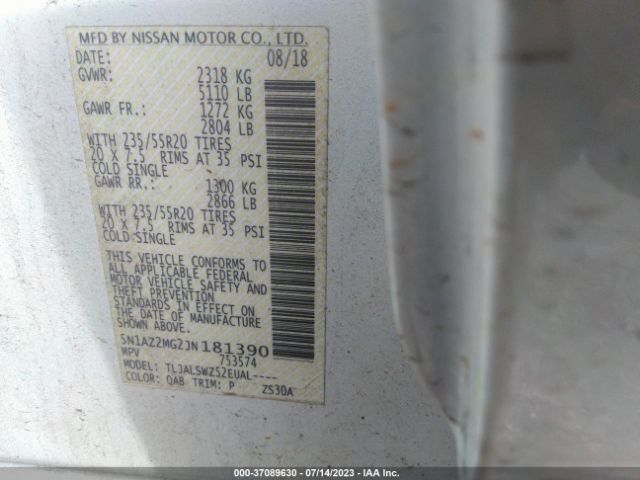 MFD BY NISSAN MOTOR CO., LTD.
DATE: 08/18
GVWR: 2318 KG
5110 LB
GAWR FR.: 1272 KG
2804 LB
WITH 235/55R20 TIRES
20 X 7.5 RIMS AT 35 PSI
COLD SINGLE
GAWR RR.: 1300 KG
2866 LB
WITH 235/55R20 TIRES
20 X 7.5 RIMS AT 35 PSI
COLD SINGLE
THIS VEHICLE CONFORMS TO
ALL APPLICABLE FEDERAL
MOTOR VEHICLE SAFETY AND
THEFT PREVENTION
STANDARDS IN EFFECT ON
THE DATE OF MANUFACTURE
SHOWN ABOVE.
5N1AZ2MG2JN181390
MPV 753574
MODEL: TLJALSWZ52EUAL----
COLOR: QAB TRIM: P ZS30A
000-37089630 - 07/14/2023 - IAA Inc.